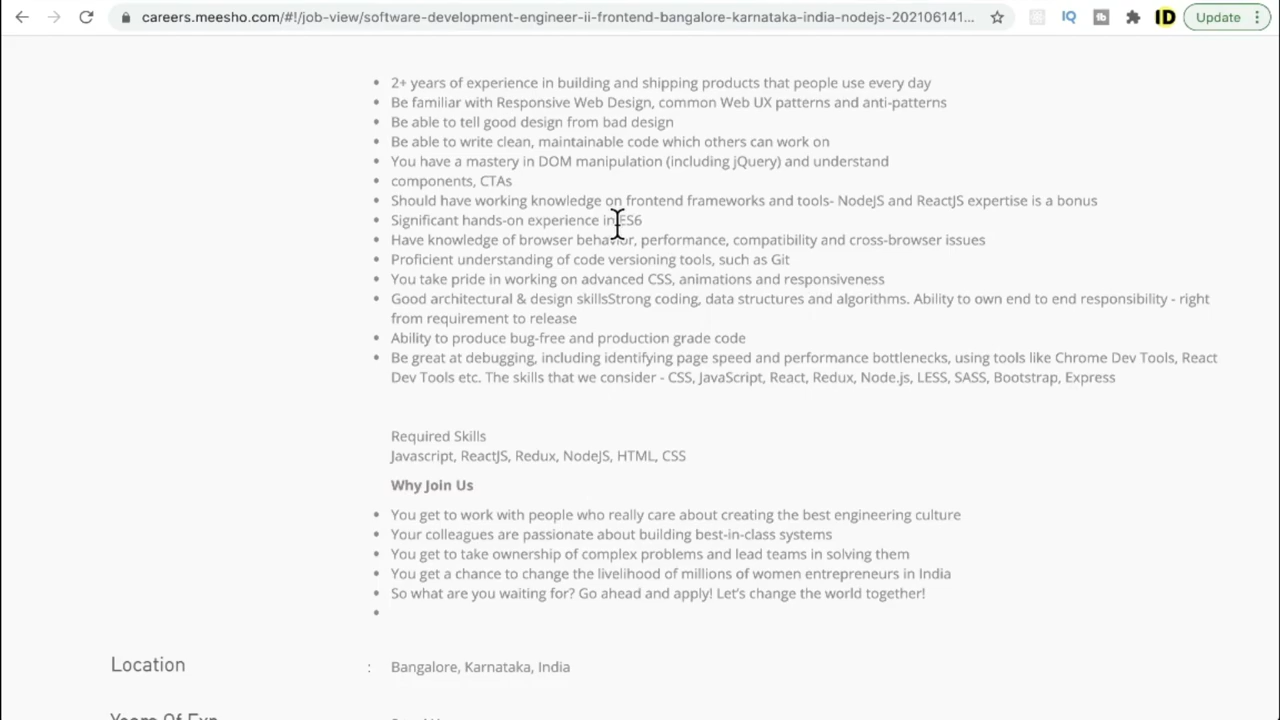 careers.meesho.com/#!/job-view/software-development-engineer-ii-frontend-bangalore-karnataka-india-nodejs-202106141...
IQ
tb
ID
Update
• 2+ years of experience in building and shipping products that people use every day
• Be familiar with Responsive Web Design, common Web UX patterns and anti-patterns
• Be able to tell good design from bad design
• Be able to write clean, maintainable code which others can work on
• You have a mastery in DOM manipulation (including jQuery) and understand
• components, CTAs
• Should have working knowledge on frontend frameworks and tools- NodeJS and ReactJS expertise is a bonus
• Significant hands-on experience in ES6
• Have knowledge of browser behavior, performance, compatibility and cross-browser issues
• Proficient understanding of code versioning tools, such as Git
• You take pride in working on advanced CSS, animations and responsiveness
• Good architectural & design skillsStrong coding, data structures and algorithms. Ability to own end to end responsibility - right
from requirement to release
• Ability to produce bug-free and production grade code
• Be great at debugging, including identifying page speed and performance bottlenecks, using tools like Chrome Dev Tools, React
Dev Tools etc. The skills that we consider - CSS, JavaScript, React, Redux, Node.js, LESS, SASS, Bootstrap, Express
Required Skills
Javascript, ReactJS, Redux, NodeJS, HTML, CSS
Why Join Us
• You get to work with people who really care about creating the best engineering culture
• Your colleagues are passionate about building best-in-class systems
• You get to take ownership of complex problems and lead teams in solving them
• You get a chance to change the livelihood of millions of women entrepreneurs in India
• So what are you waiting for? Go ahead and apply! Let's change the world together!
•
Location : Bangalore, Karnataka, India
Years Of Exp